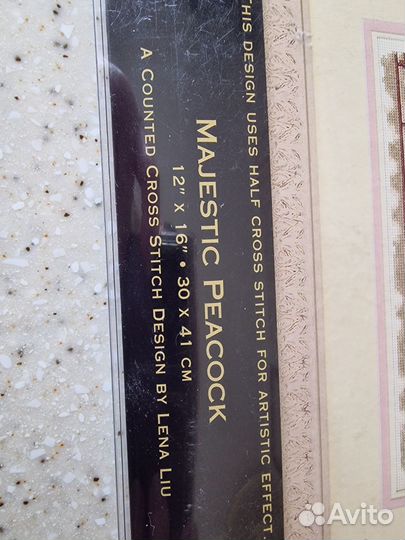 THIS DESIGN USES HALF CROSS STITCH FOR ARTISTIC EFFECT.
MAJESTIC PEACOCK
12" X 16" • 30 X 41 CM
A COUNTED CROSS STITCH DESIGN BY LENA LIU
Avito